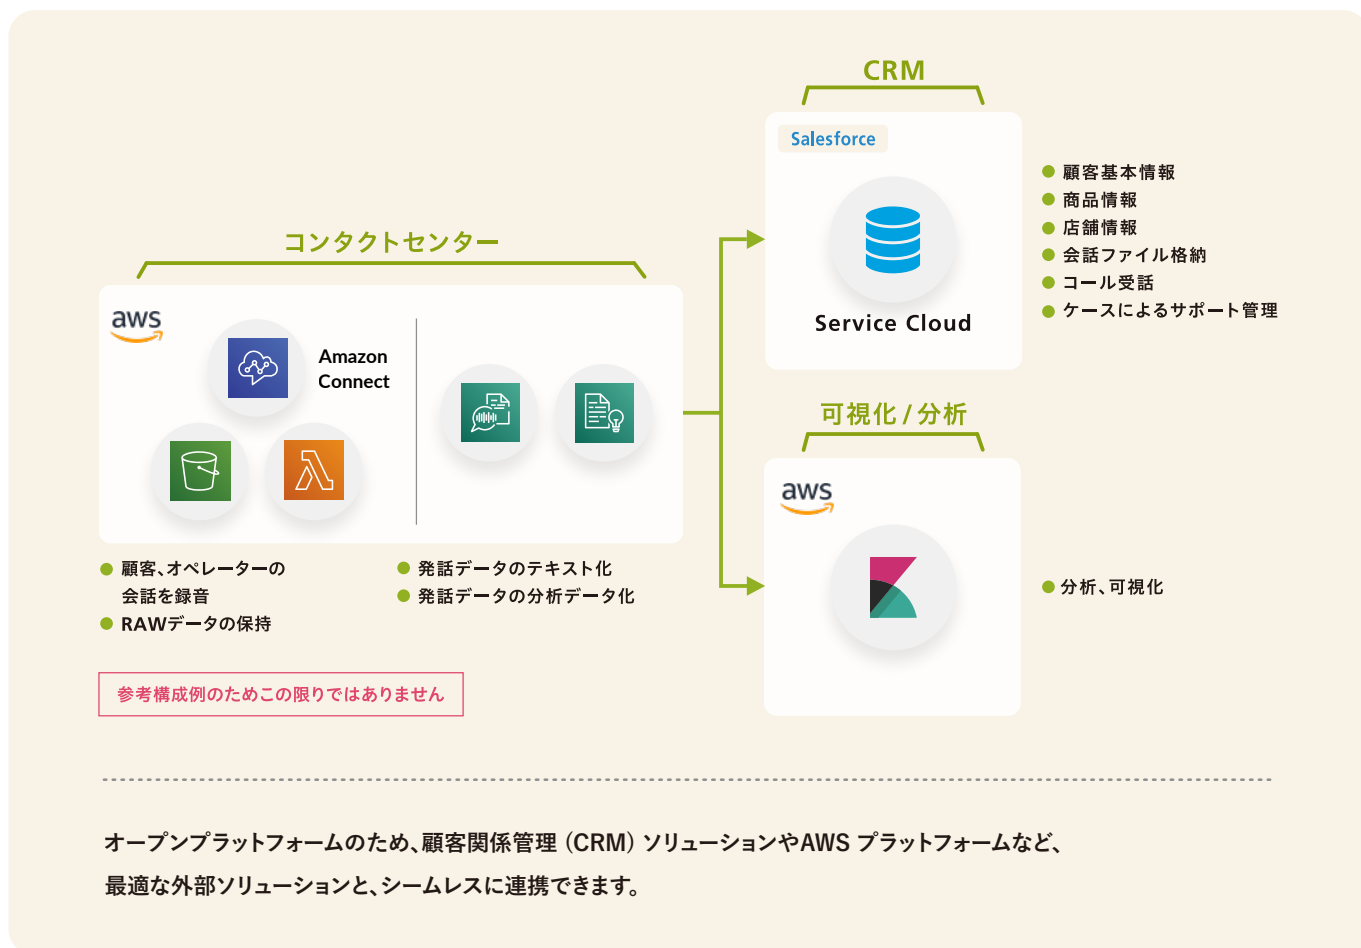 CRM
Salesforce
Service Cloud
顧客基本情報
商品情報
店舗情報
会話ファイル格納
コール受話
ケースによるサポート管理
コンタクトセンター
aws
Amazon
Connect
顧客、オペレーターの
会話を録音
RAWデータの保持
発話データのテキスト化
発話データの分析データ化
可視化 / 分析
aws
分析、可視化
参考構成例のためこの限りではありません
オープンプラットフォームのため、顧客関係管理（CRM）ソリューションやAWS プラットフォームなど、
最適な外部ソリューションと、シームレスに連携できます。